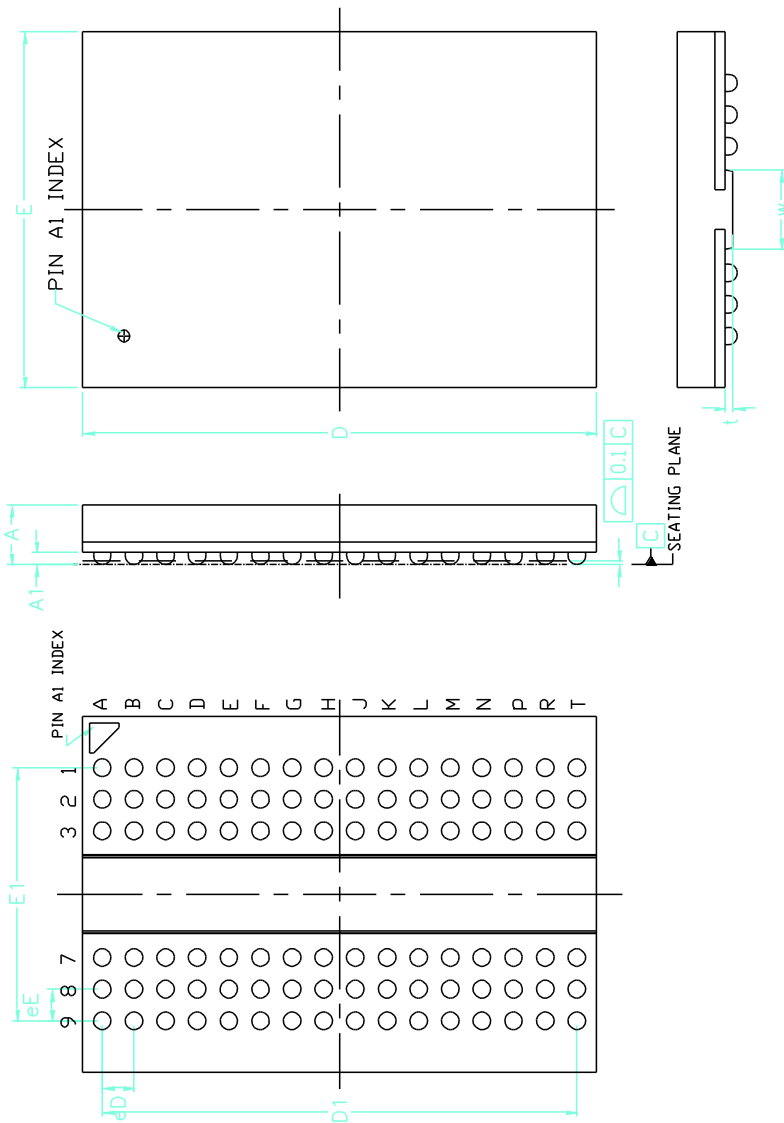 E
PIN A1 INDEX
W
D
t
0.1 C
C
SEATING PLANE
A
A1
PIN A1 INDEX
A B C D E F G H J K L M N P R T
1
2
3
7
8
9
E1
eE
eD1
D1